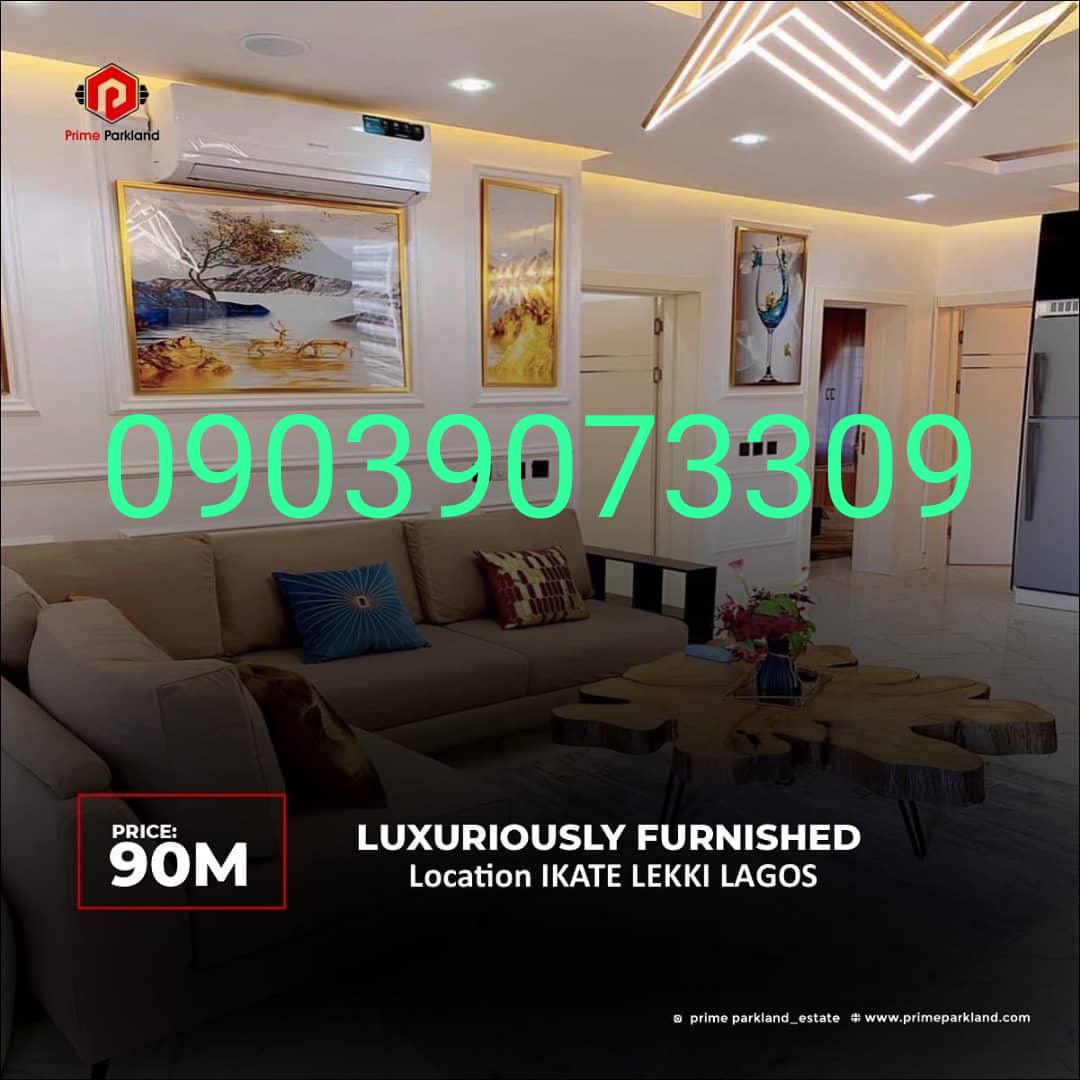 Prime Parkland
09039073309
PRICE:
90M
LUXURIOUSLY FURNISHED
Location IKATE LEKKI LAGOS
prime parkland_estate www.primeparkland.com